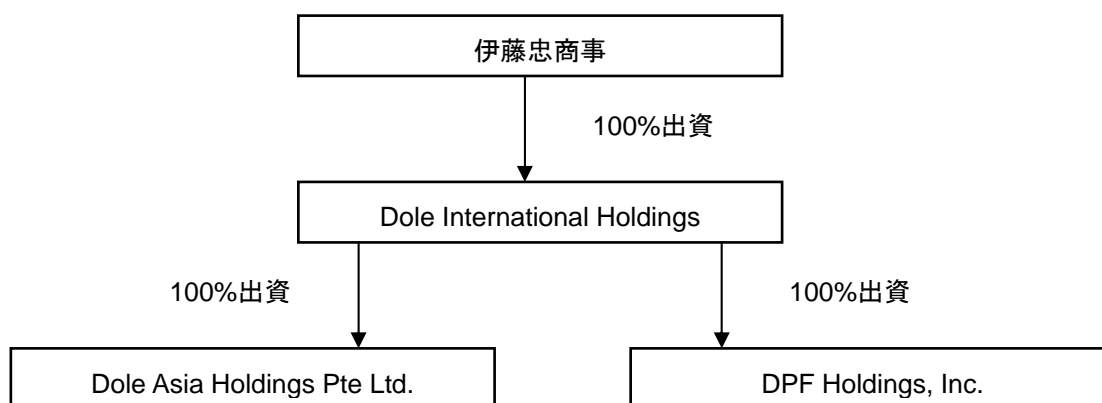 伊藤忠商事
100%出資
Dole International Holdings
100%出資
100%出資
Dole Asia Holdings Pte Ltd.
DPF Holdings, Inc.